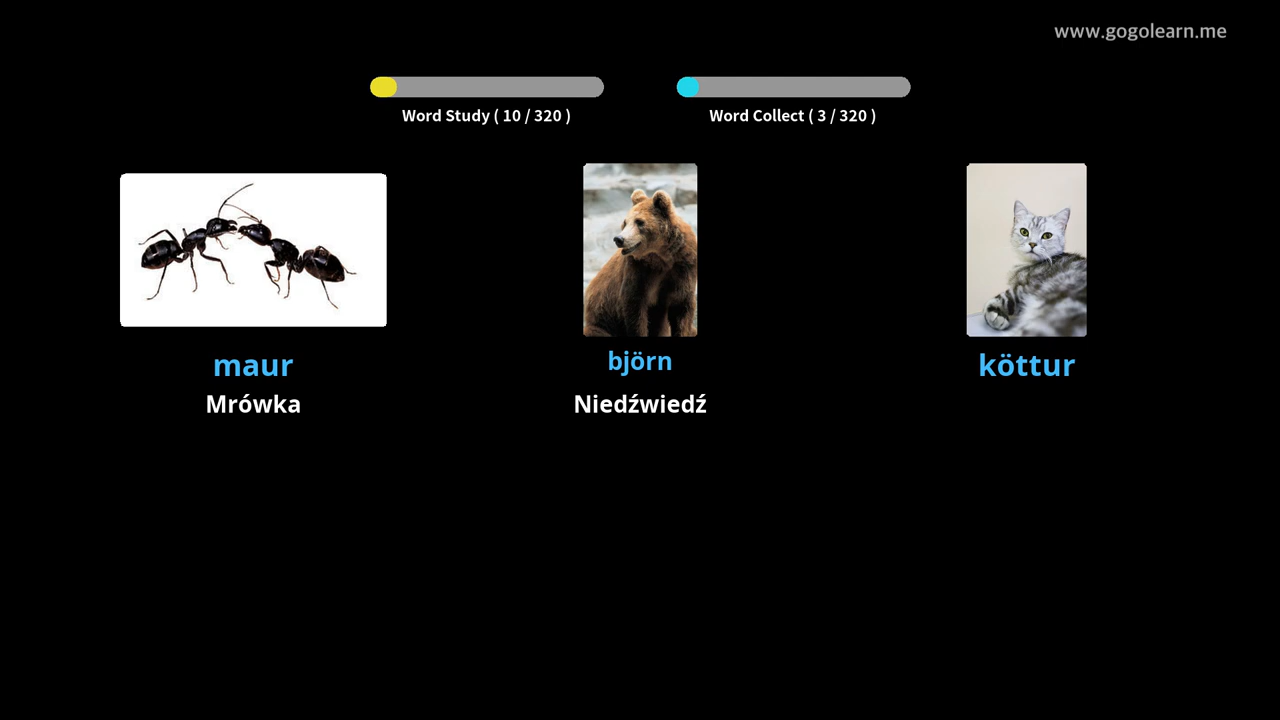 www.gogolearn.me
Word Study ( 10 / 320 )
Word Collect ( 3 / 320 )
maur
björn
köttur
Mrówka
Niedźwiedź